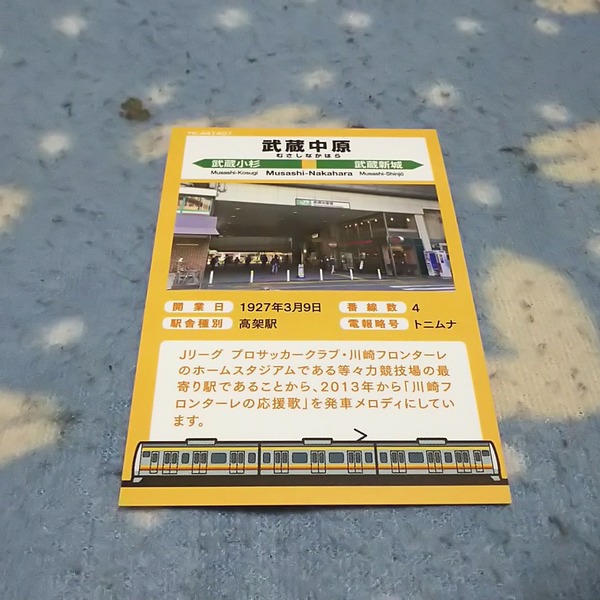 武蔵中原
むさしなかはら
武蔵小杉 武蔵新城
Musashi-Kosugi Musashi-Nakahara Musashi-Shinjō
開業日 1927年3月9日 番線数 4
駅舎種別 高架駅 電報略号 トニムナ
Jリーグ プロサッカークラブ・川崎フロンターレ
のホームスタジアムである等々力競技場の最
寄り駅であることから、2013年から「川崎フ
ロンターレの応援歌」を発車メロディにしてい
ます。